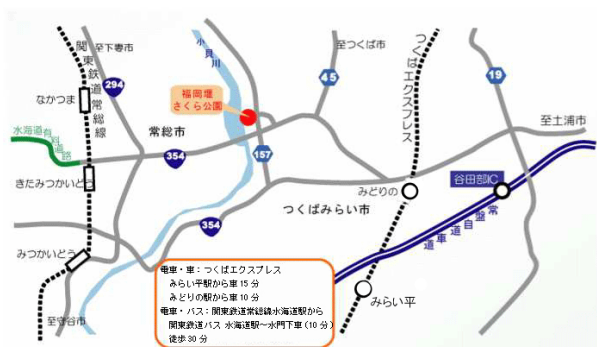 関東鉄道常総線
至下妻市
294
小貝川
至つくば市
つくばエクスプレス
45
19
なかつま
福岡堰
さくら公園
水海道有料道路
常総市
至土浦市
354
157
きたみつかいどう
みどりの
谷田部IC
354
つくばみらい市
常磐自動車道
みつかいどう
みらい平
至守谷市
電車・車：つくばエクスプレス
みらい平駅から車15分
みどりの駅から車10分
電車・バス：関東鉄道常総線水海道駅から
関東鉄道バス 水海道駅～水門下車（10分）
徒歩30分